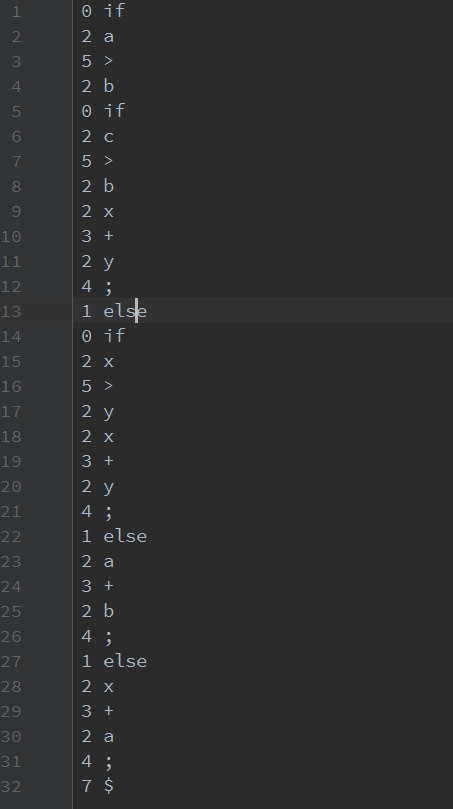 1 0 if
2 2 a
3 5 >
4 2 b
5 0 if
6 2 c
7 5 >
8 2 b
9 2 x
10 3 +
11 2 y
12 4 ;
13 1 else
14 0 if
15 2 x
16 5 >
17 2 y
18 2 x
19 3 +
20 2 y
21 4 ;
22 1 else
23 2 a
24 3 +
25 2 b
26 4 ;
27 1 else
28 2 x
29 3 +
30 2 a
31 4 ;
32 7 $